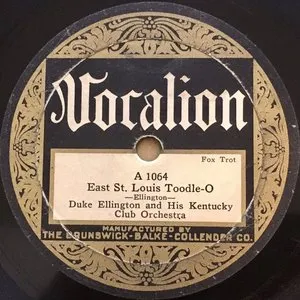 Vocalion
Fox Trot
A 1064
East St. Louis Toodle-O
—Ellington—
Duke Ellington and His Kentucky
Club Orchestra
MANUFACTURED BY
THE BRUNSWICK-BALKE-COLLENDER CO.